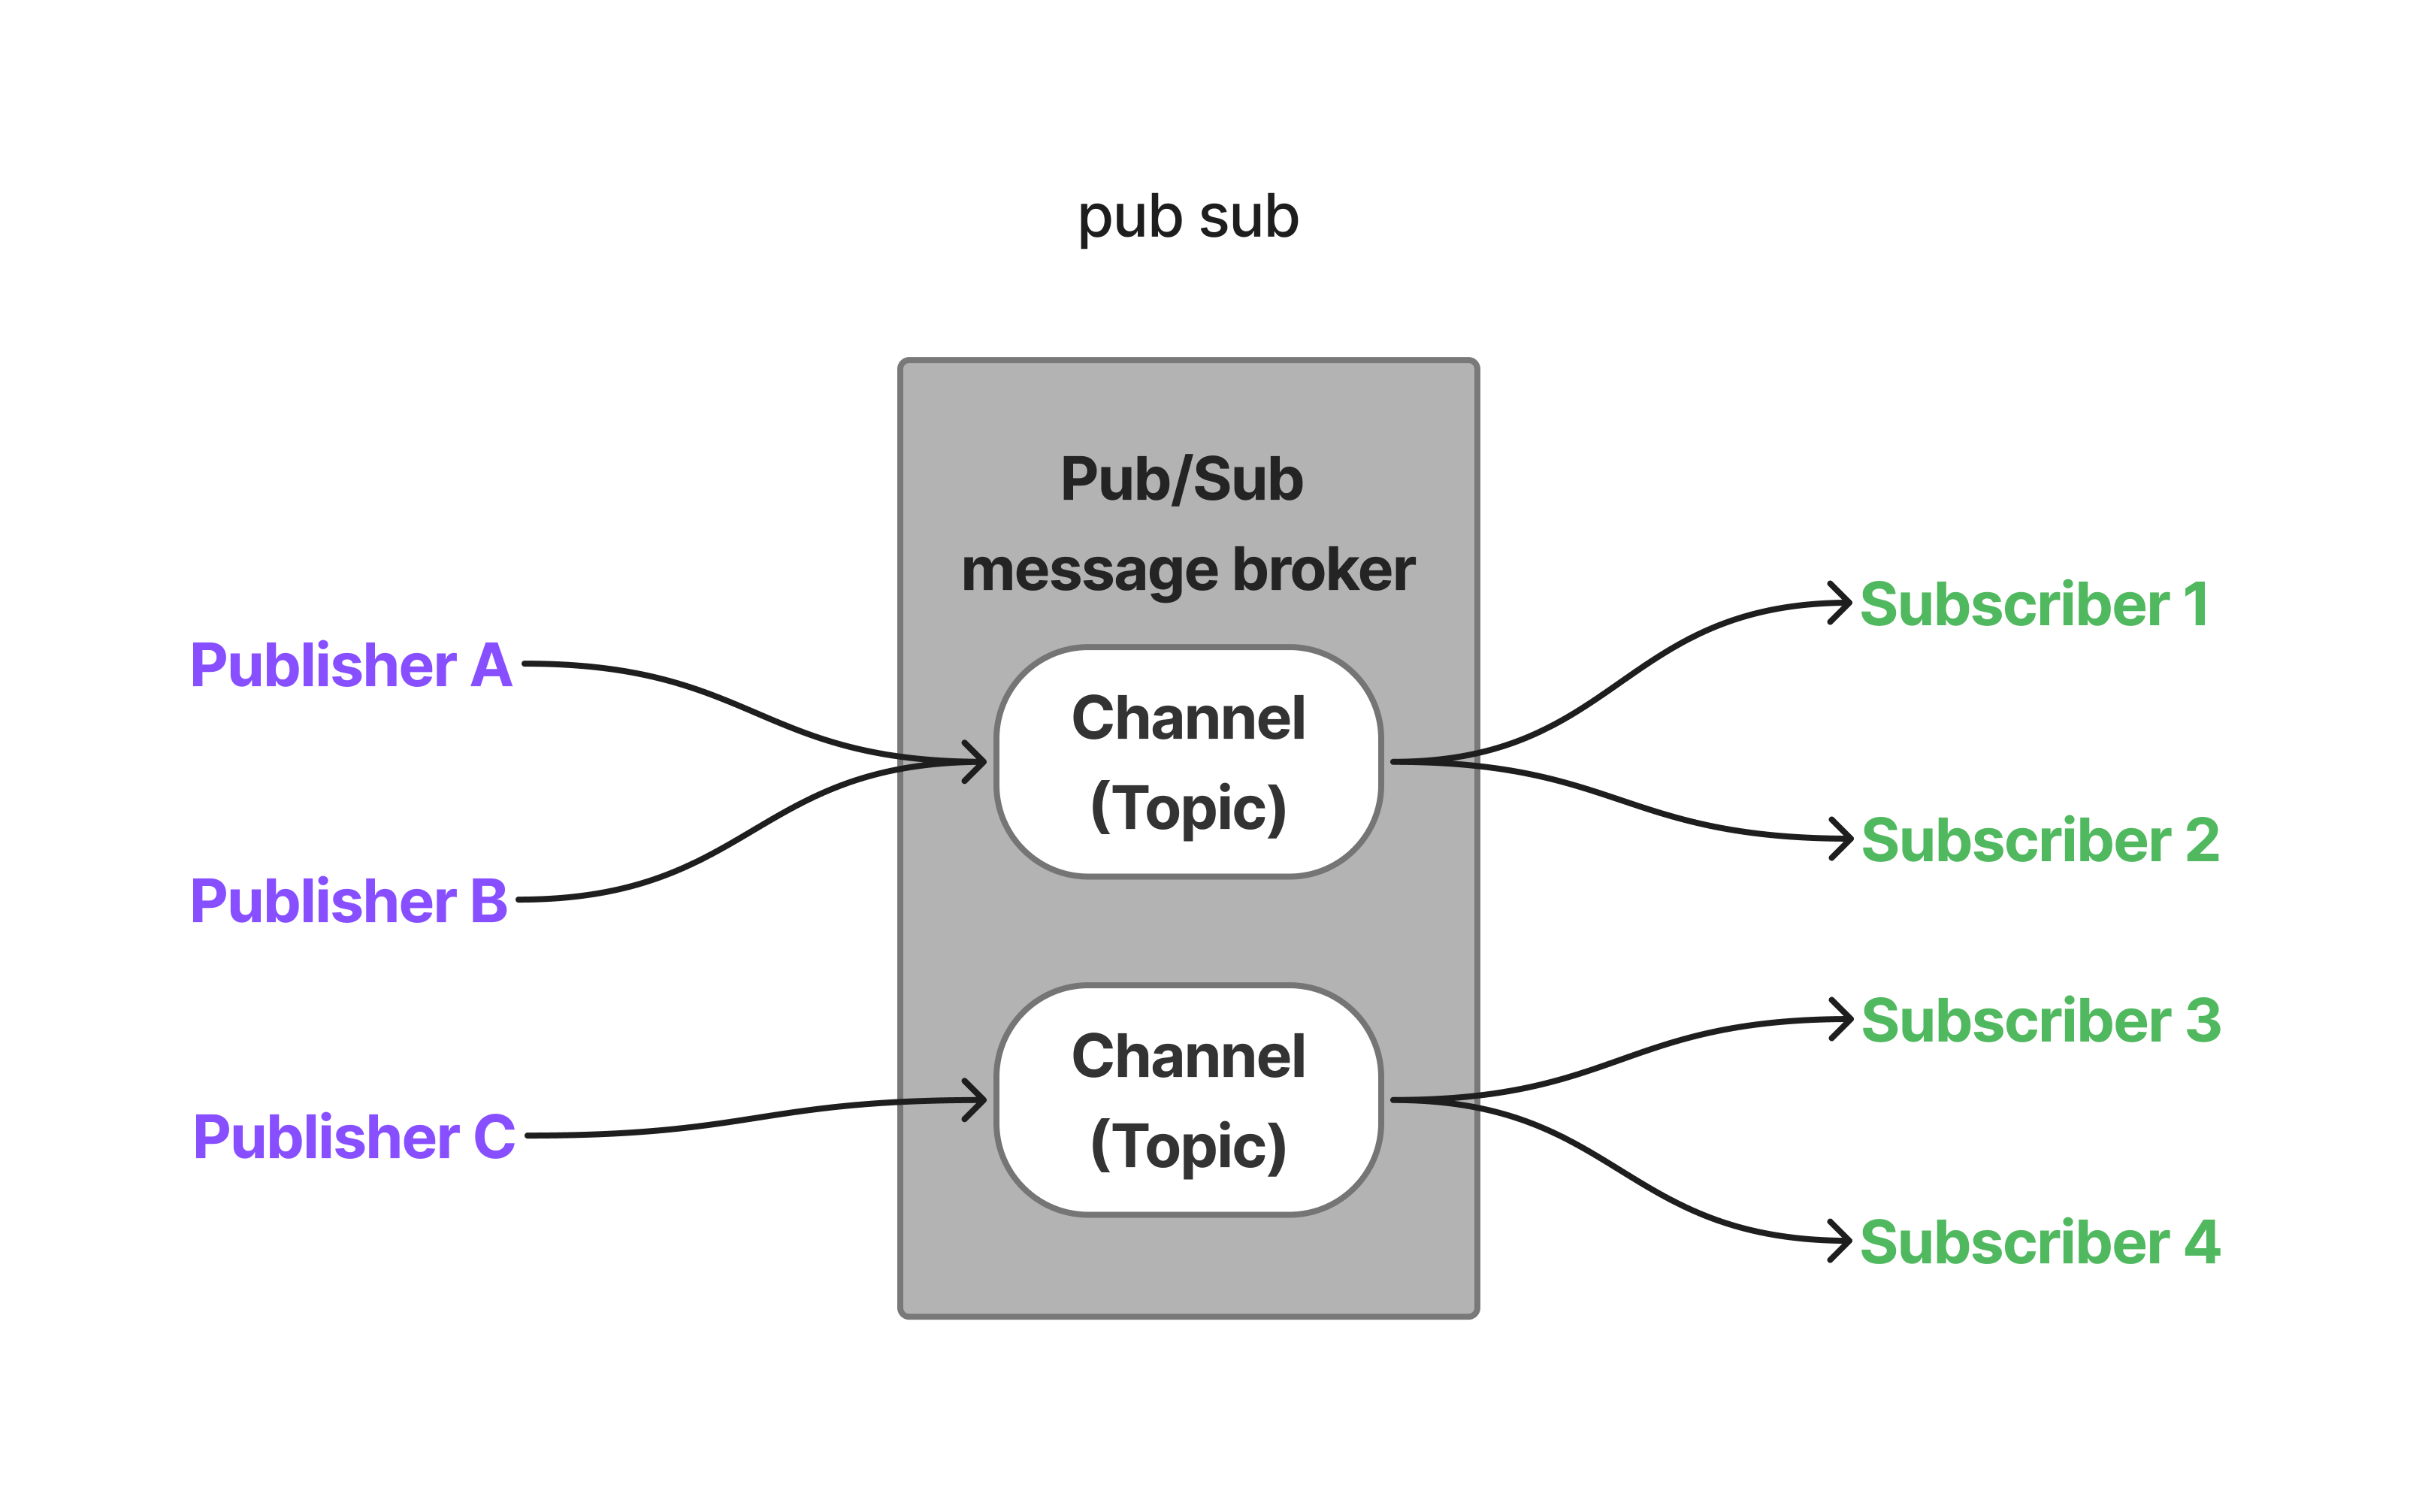 pub sub
Pub/Sub
message broker
Publisher A
Publisher B
Publisher C
Channel
(Topic)
Channel
(Topic)
Subscriber 1
Subscriber 2
Subscriber 3
Subscriber 4